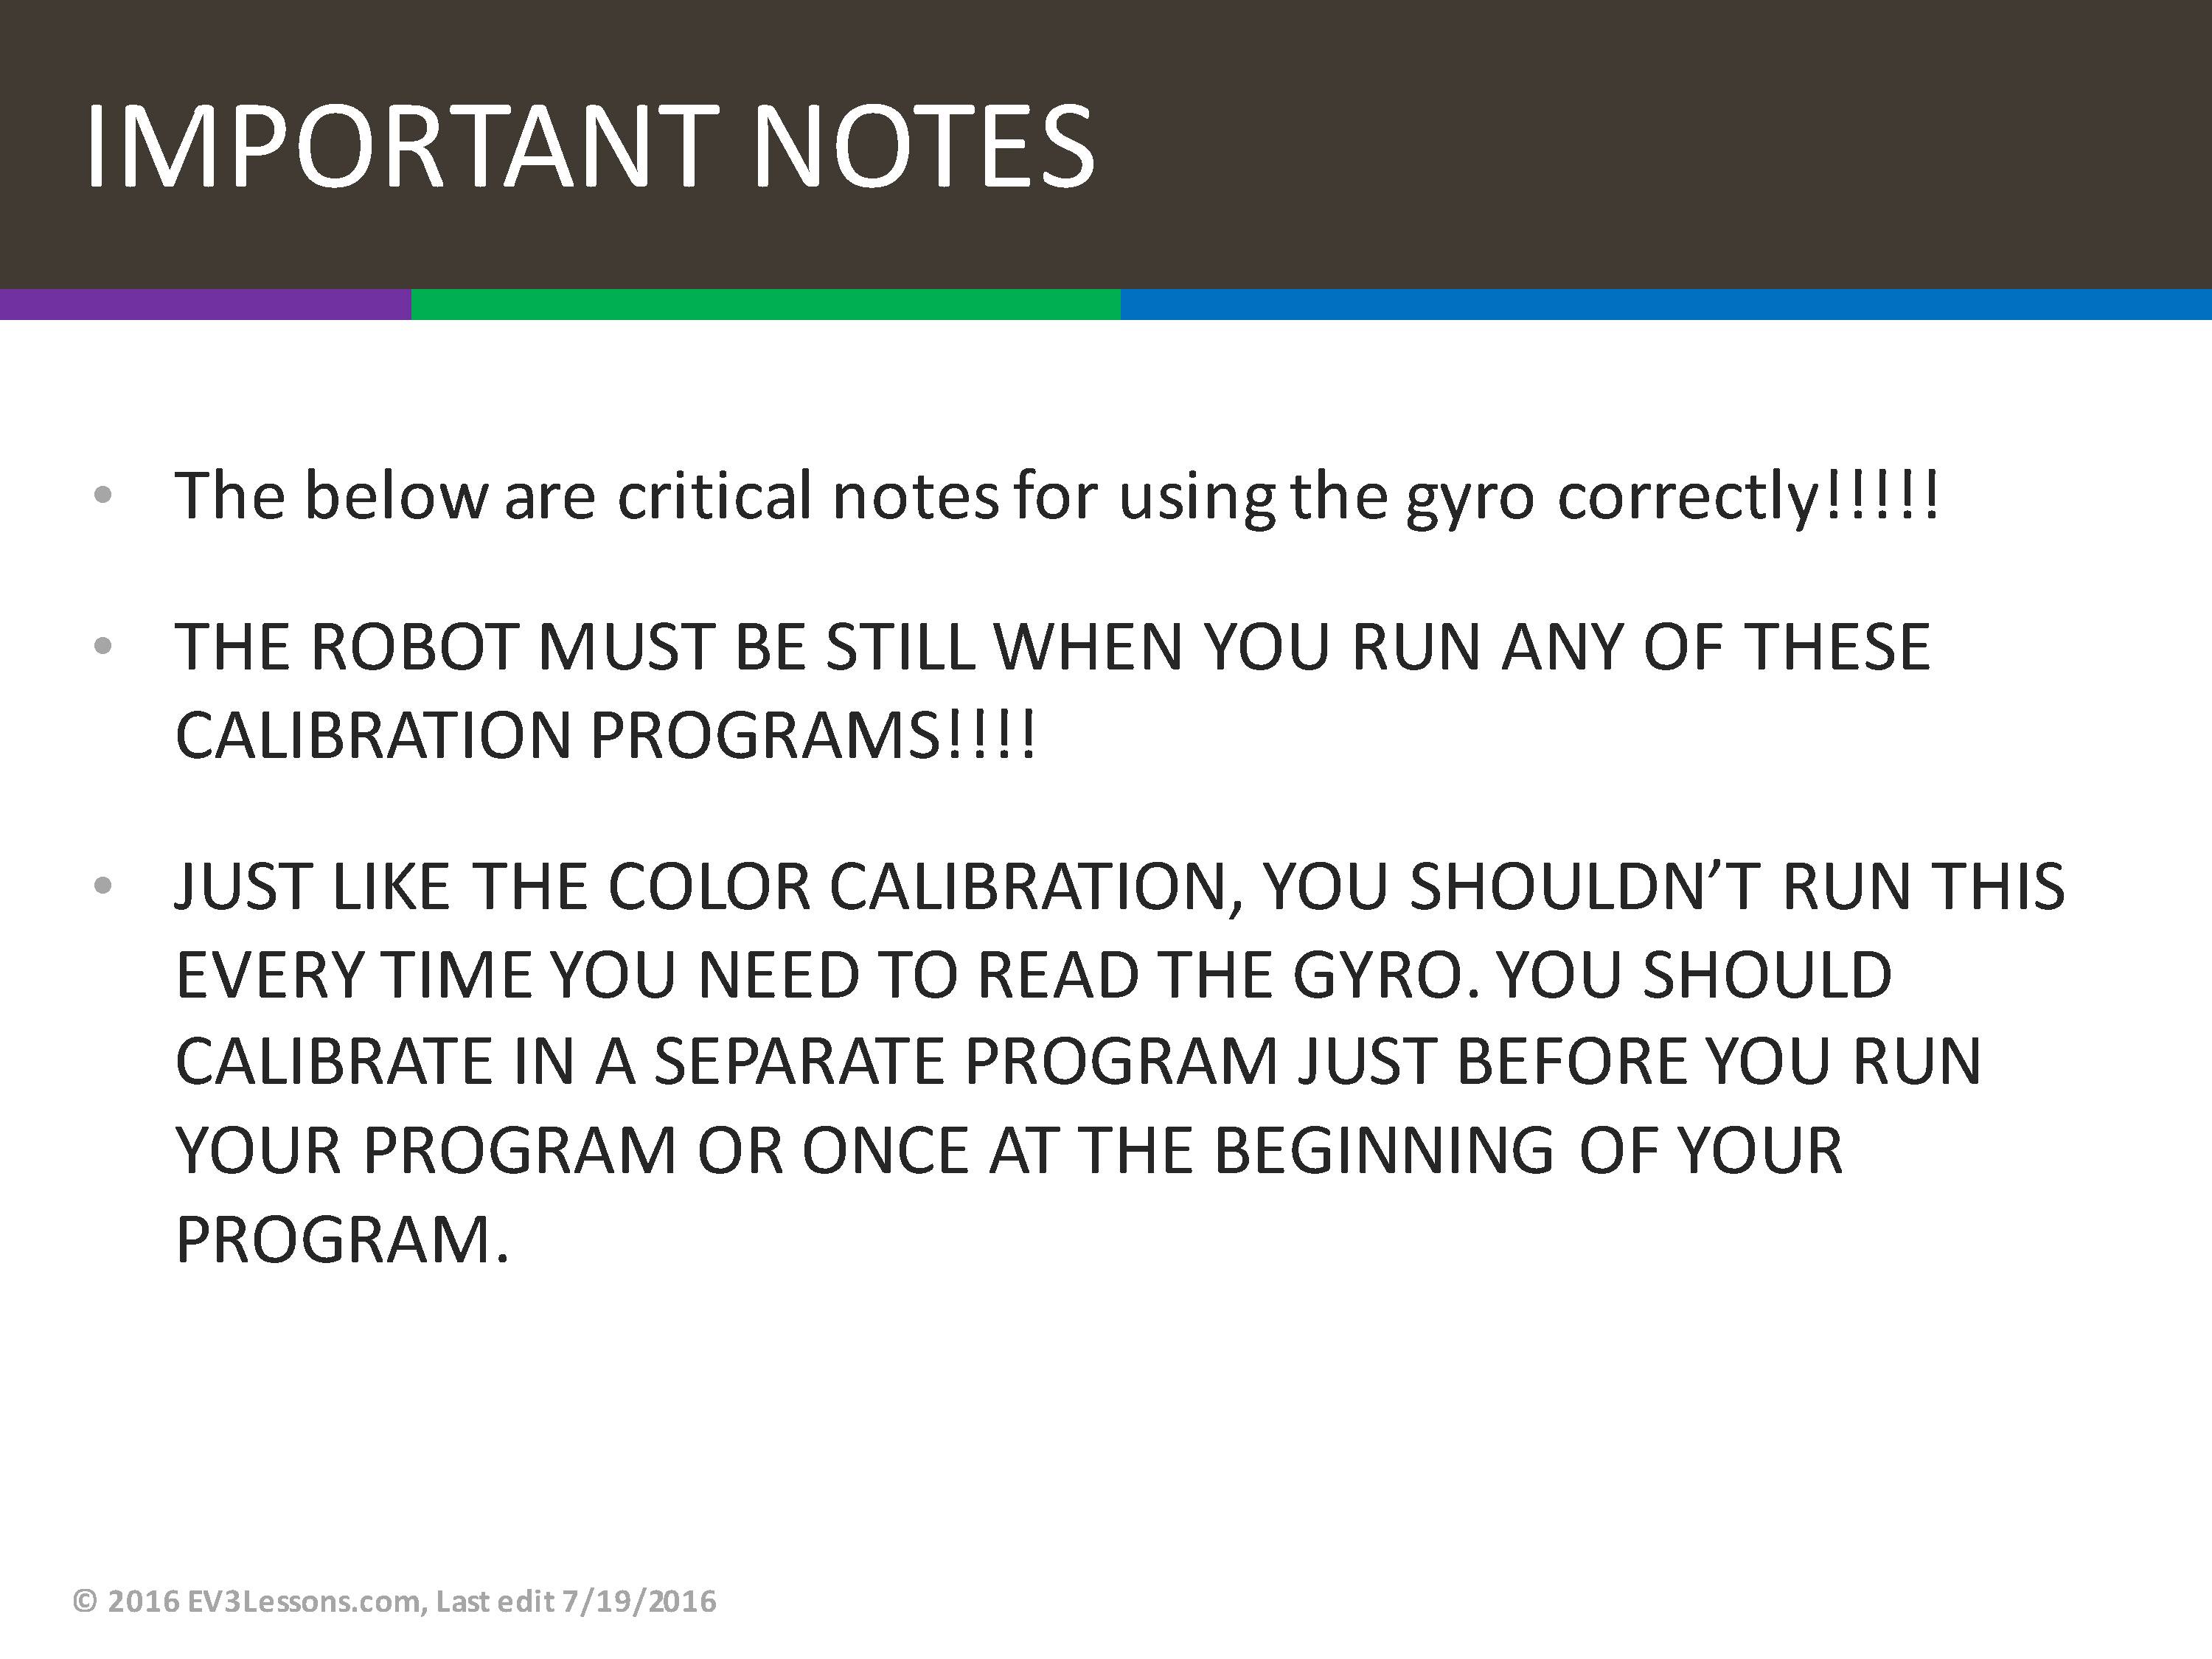 IMPORTANT NOTES
• The below are critical notes for using the gyro correctly!!!!!
• THE ROBOT MUST BE STILL WHEN YOU RUN ANY OF THESE
CALIBRATION PROGRAMS!!!!
• JUST LIKE THE COLOR CALIBRATION, YOU SHOULDN’T RUN THIS
EVERY TIME YOU NEED TO READ THE GYRO. YOU SHOULD
CALIBRATE IN A SEPARATE PROGRAM JUST BEFORE YOU RUN
YOUR PROGRAM OR ONCE AT THE BEGINNING OF YOUR
PROGRAM.
© 2016 EV3Lessons.com, Last edit 7/19/2016